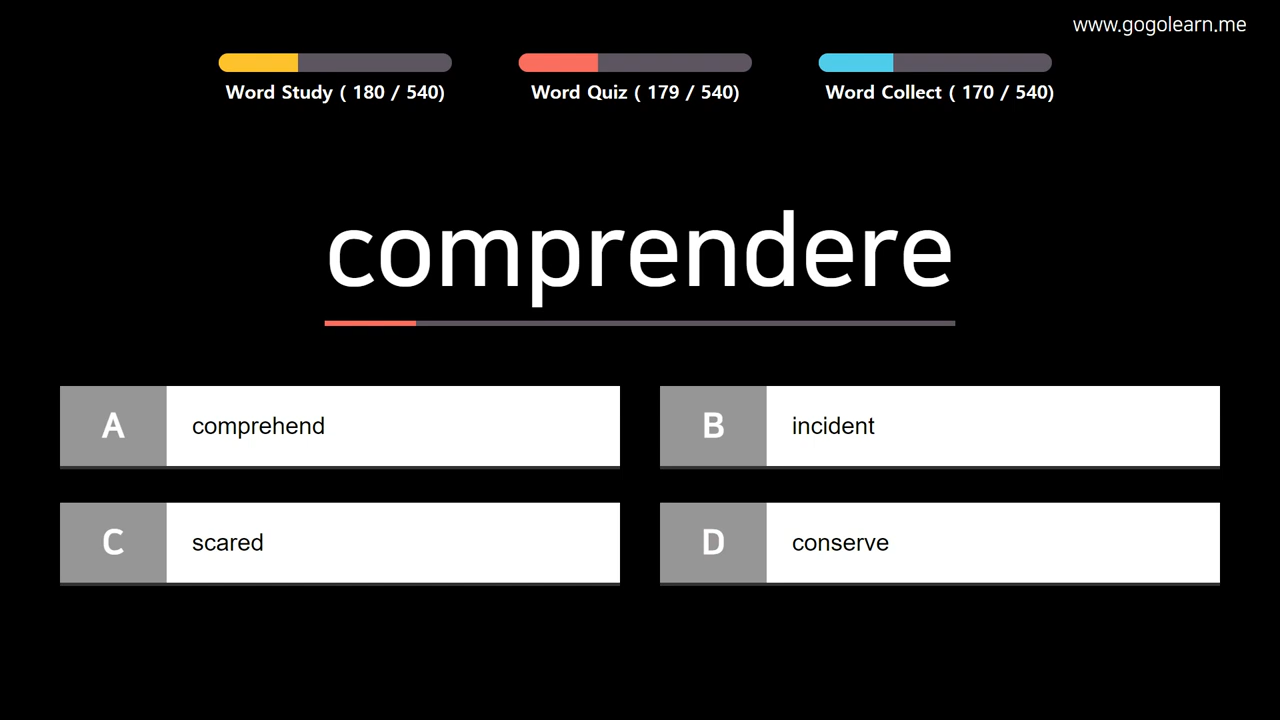 www.gogolearn.me
Word Study ( 180 / 540)
Word Quiz ( 179 / 540)
Word Collect ( 170 / 540)
comprendere
A comprehend
B incident
C scared
D conserve